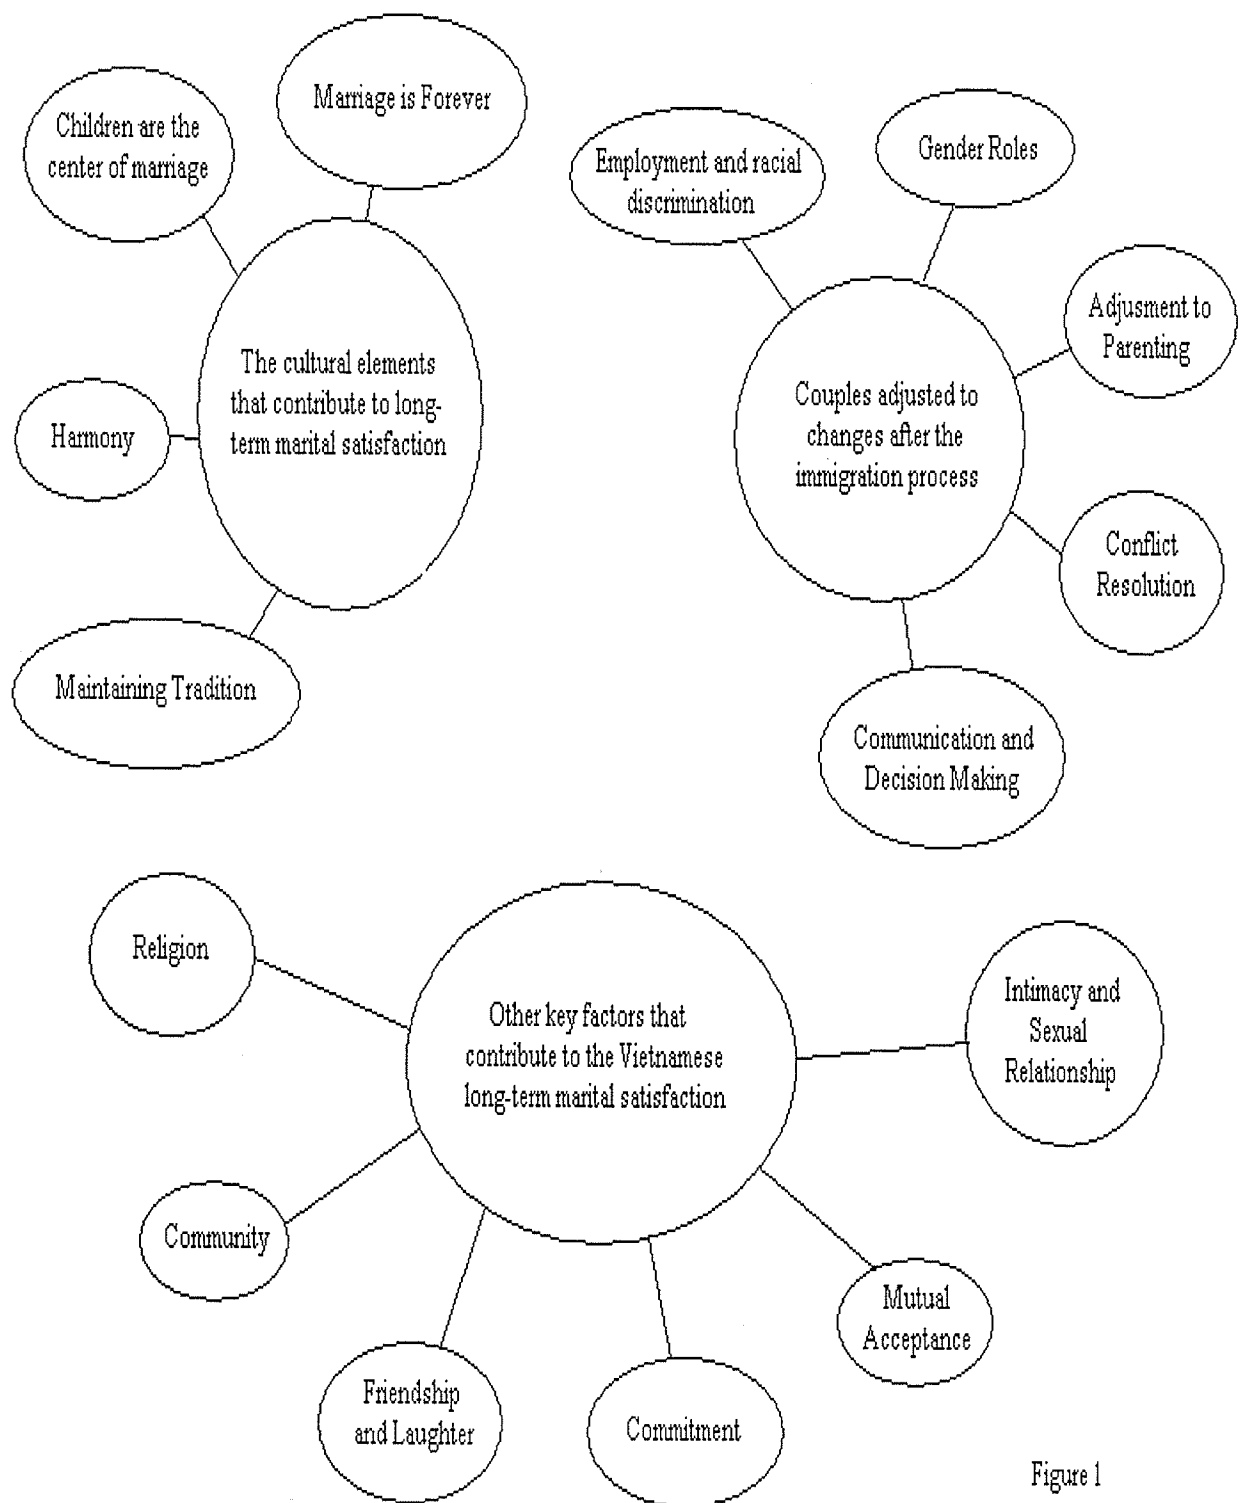 Marriage is Forever
Children are the
center of marriage
The cultural elements
that contribute to long-
term marital satisfaction
Harmony
Maintaining Tradition
Employment and racial
discrimination
Gender Roles
Adjusment to
Parenting
Couples adjusted to
changes after the
immigration process
Conflict
Resolution
Communication and
Decision Making
Religion
Other key factors that
contribute to the Vietnamese
long-term marital satisfaction
Intimacy and
Sexual
Relationship
Community
Mutual
Acceptance
Friendship
and Laughter
Commitment
Figure 1